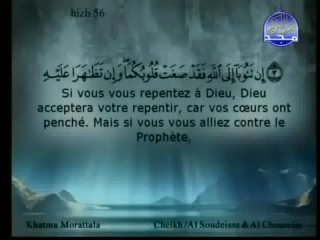 hizb 56
مجد
إِن تَتُوبَا إِلَى ٱللَّهِ فَقَدْ صَغَتْ قُلُوبُكُمَا وَإِن تَظَٰهَرَا عَلَيْهِ
Si vous vous repentez à Dieu, Dieu
acceptera votre repentir, car vos cœurs ont
penché. Mais si vous vous alliez contre le
Prophète,
Khatma Morattala
Cheikh/Al Soudeisse & Al Chouraim